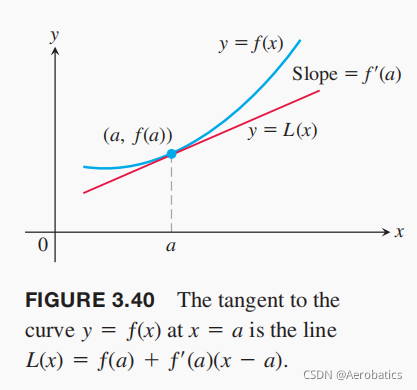 y
y = f(x)
Slope = f′(a)
(a, f(a))
y = L(x)
x
0
a
FIGURE 3.40 The tangent to the
curve y = f(x) at x = a is the line
L(x) = f(a) + f′(a)(x − a).
CSDN @Aerobatics